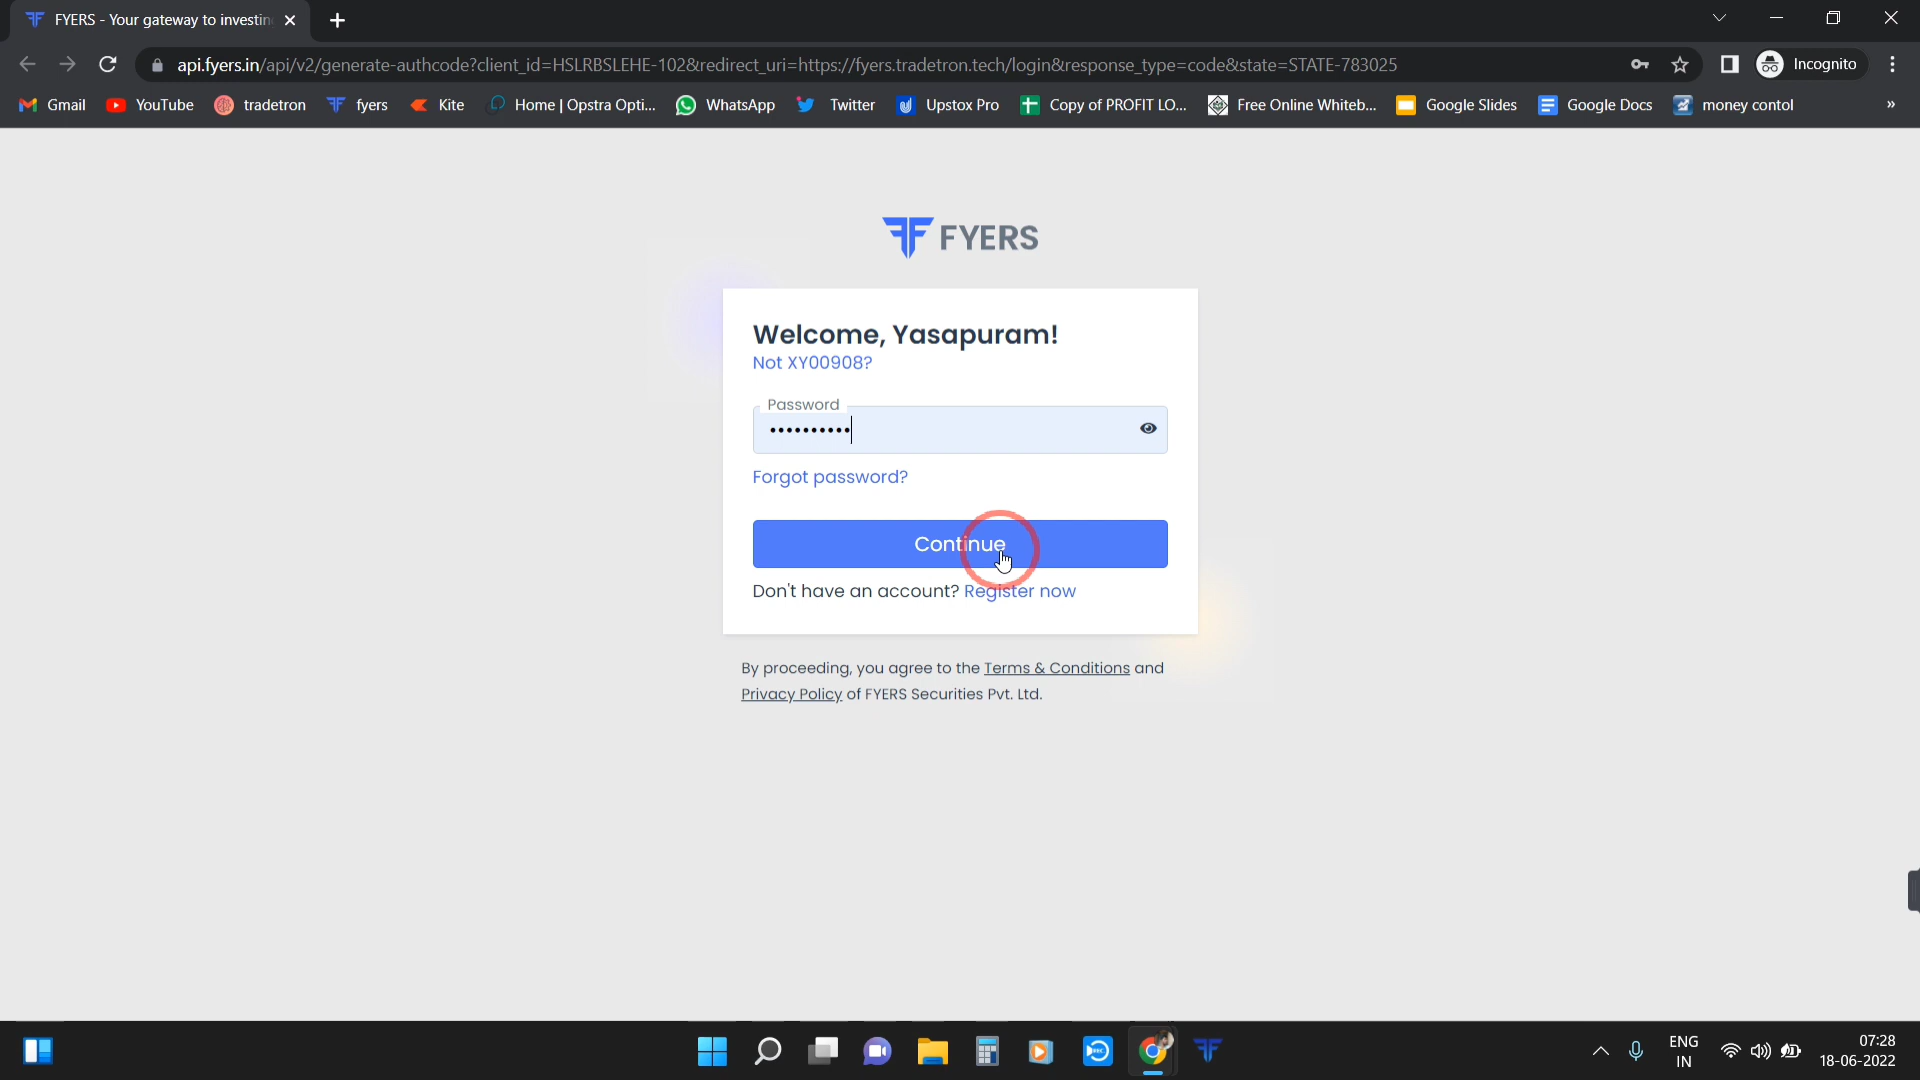 FYERS - Your gateway to investin
api.fyers.in/api/v2/generate-authcode?client_id=HSLRBSLEHE-102&redirect_uri=https://fyers.tradetron.tech/login&response_type=code&state=STATE-783025
Incognito
Gmail YouTube tradetron fyers Kite Home | Opstra Opti... WhatsApp Twitter Upstox Pro Copy of PROFIT LO... Free Online Whiteb... Google Slides Google Docs money contol »
FYERS
Welcome, Yasapuram!
Not XY00908?
Password
••••••••••
Forgot password?
Continue
Don't have an account? Register now
By proceeding, you agree to the Terms & Conditions and
Privacy Policy of FYERS Securities Pvt. Ltd.
ENG
IN
07:28
18-06-2022